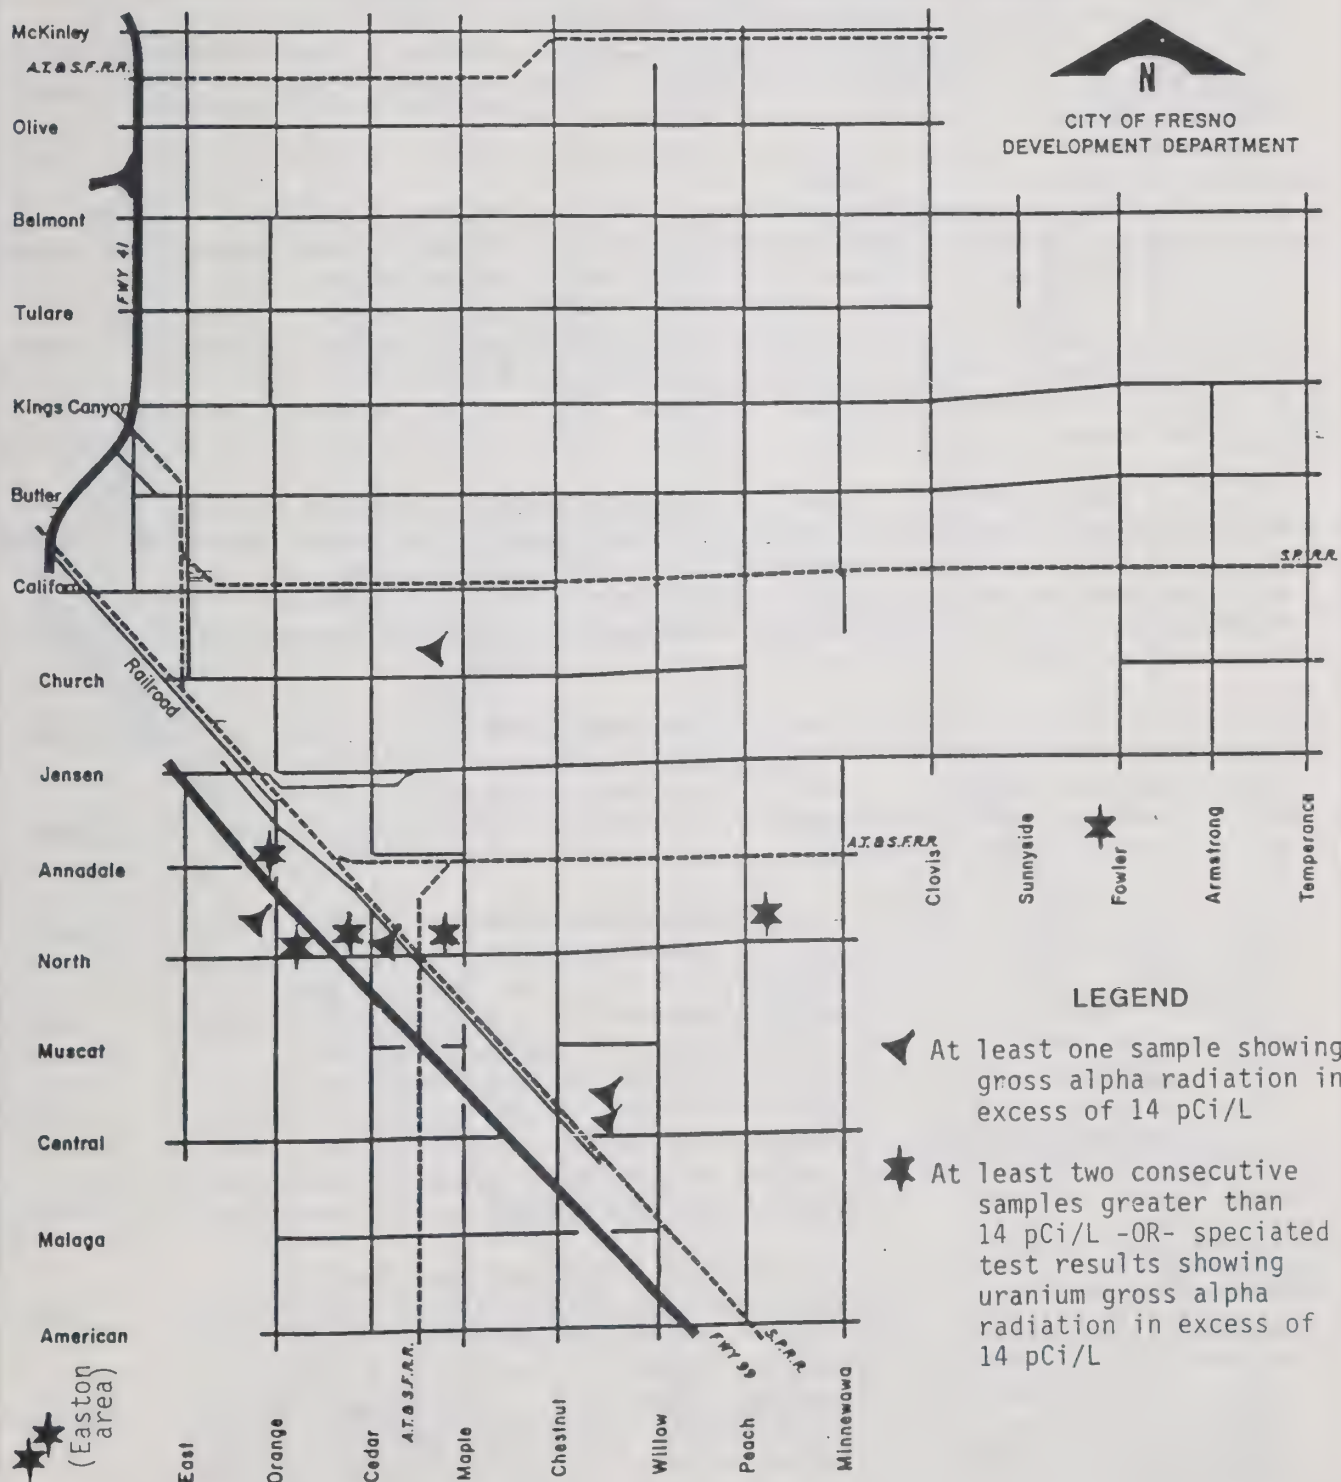 McKinley
A.T. & S.F.R.R.
Olive
Belmont
FWY 41
Tulare
Kings Canyon
Butler
Californ
Church
Railroad
Jensen
Annadale
North
Muscat
Central
Malaga
American
N
CITY OF FRESNO
DEVELOPMENT DEPARTMENT
S.P.R.R.
A.T. & S.F.R.R.
Clovis
Sunnyside
Fowler
Armstrong
Temperance
LEGEND
At least one sample showing
gross alpha radiation in
excess of 14 pCi/L
At least two consecutive
samples greater than
14 pCi/L -OR- speciated
test results showing
uranium gross alpha
radiation in excess of
14 pCi/L
FWY 99
S.P.R.R.
(Easton
area)
East
Orange
Cedar
A.T. & S.F.R.R.
Maple
Chestnut
Willow
Peach
Minnewawa